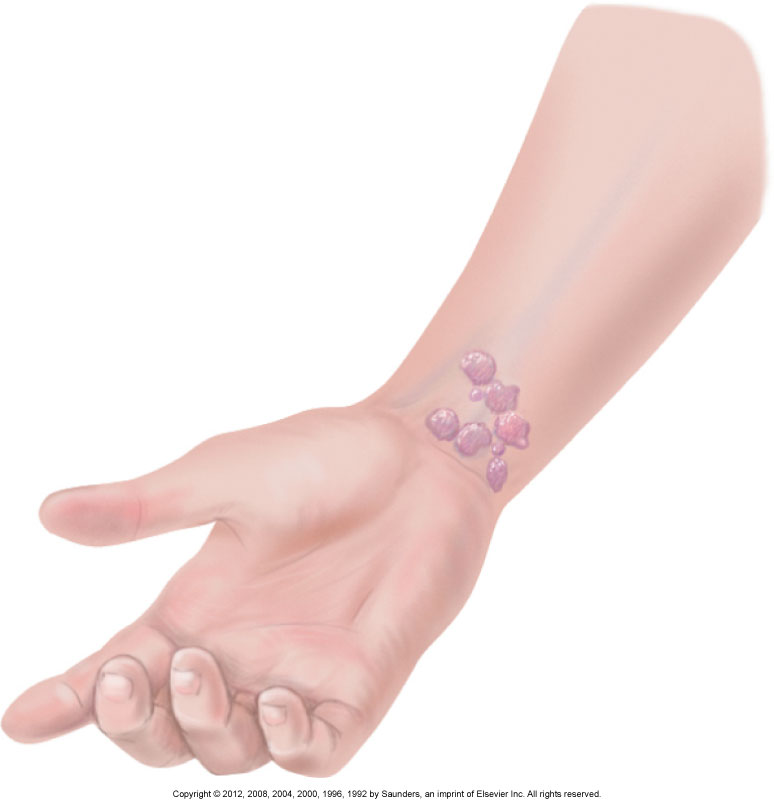 Copyright © 2012, 2008, 2004, 2000, 1996, 1992 by Saunders, an imprint of Elsevier Inc. All rights reserved.